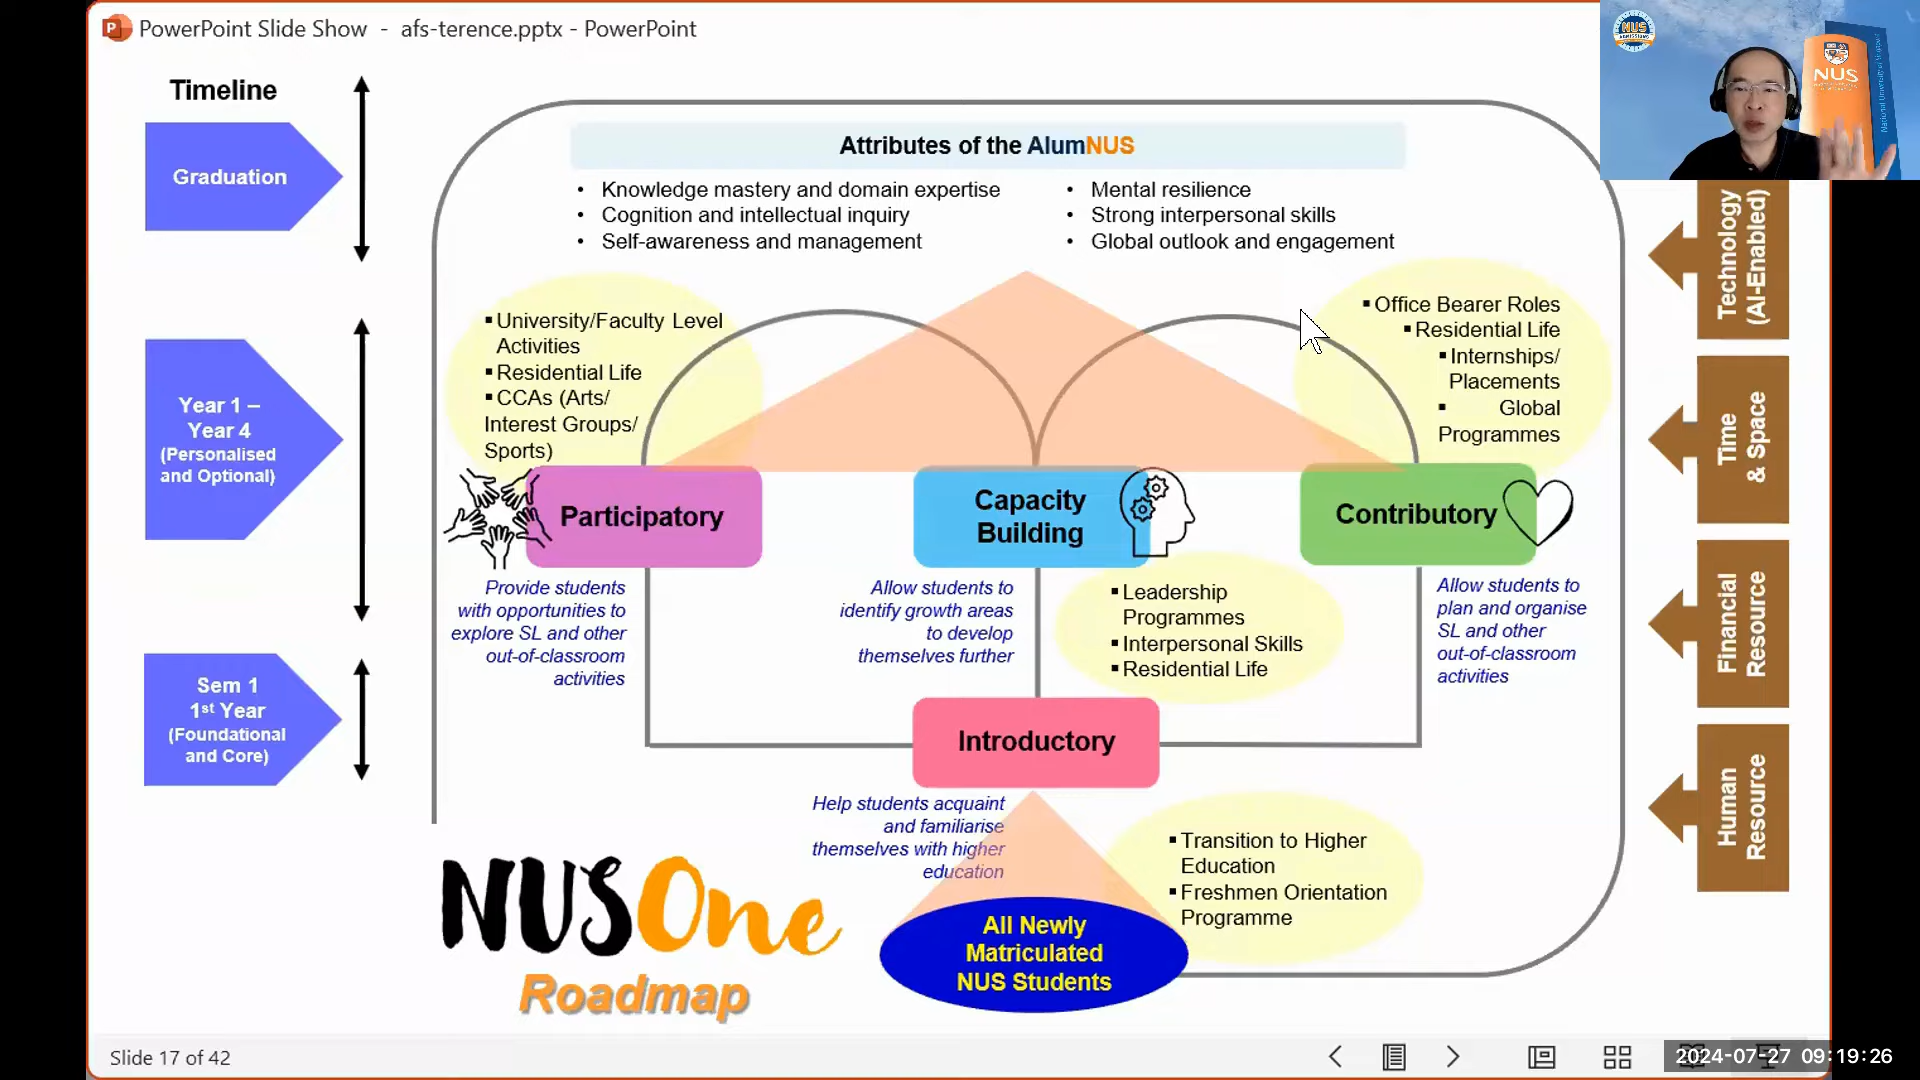 PowerPoint Slide Show - afs-terence.pptx - PowerPoint
NUS
ADMISSIONS
NUS
National University of Singapore
Timeline
Graduation
Year 1 –
Year 4
(Personalised
and Optional)
Sem 1
1st Year
(Foundational
and Core)
Attributes of the AlumNUS
• Knowledge mastery and domain expertise
• Cognition and intellectual inquiry
• Self-awareness and management
• Mental resilience
• Strong interpersonal skills
• Global outlook and engagement
▪ University/Faculty Level
Activities
▪ Residential Life
▪ CCAs (Arts/
Interest Groups/
Sports)
▪ Office Bearer Roles
▪ Residential Life
▪ Internships/
Placements
▪ Global
Programmes
Participatory
Capacity
Building
Contributory
Provide students
with opportunities to
explore SL and other
out-of-classroom
activities
Allow students to
identify growth areas
to develop
themselves further
▪ Leadership
Programmes
▪ Interpersonal Skills
▪ Residential Life
Allow students to
plan and organise
SL and other
out-of-classroom
activities
Introductory
Help students acquaint
and familiarise
themselves with higher
education
▪ Transition to Higher
Education
▪ Freshmen Orientation
Programme
All Newly
Matriculated
NUS Students
NUSOne
Roadmap
Technology
(AI-Enabled)
Time
& Space
Financial
Resource
Human
Resource
Slide 17 of 42
2024-07-27 09:19:26